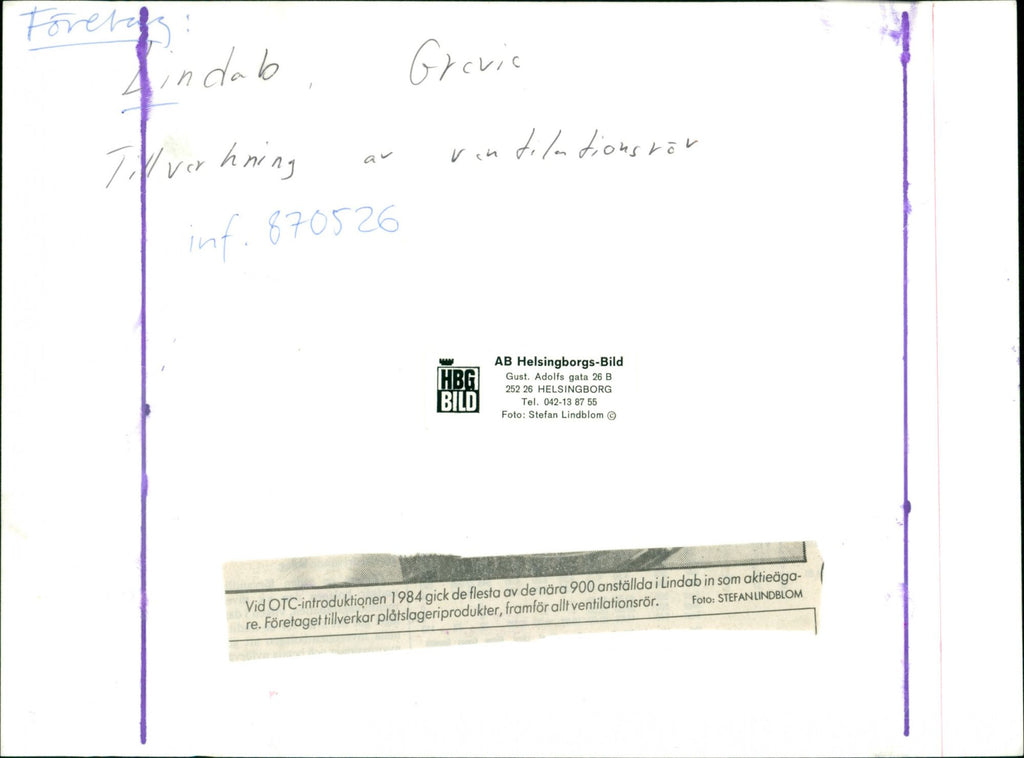 Företag:
Lindab, Grevie
Tillverkning av ventilationsrör
inf. 870526
HBG
BILD
AB Helsingborgs-Bild
Gust. Adolfs gata 26 B
252 26 HELSINGBORG
Tel. 042-13 87 55
Foto: Stefan Lindblom ©
Vid OTC-introduktionen 1984 gick de flesta av de nära 900 anställda i Lindab in som aktieäga-
re. Företaget tillverkar plåtslageriprodukter, framför allt ventilationsrör. Foto: STEFAN LINDBLOM